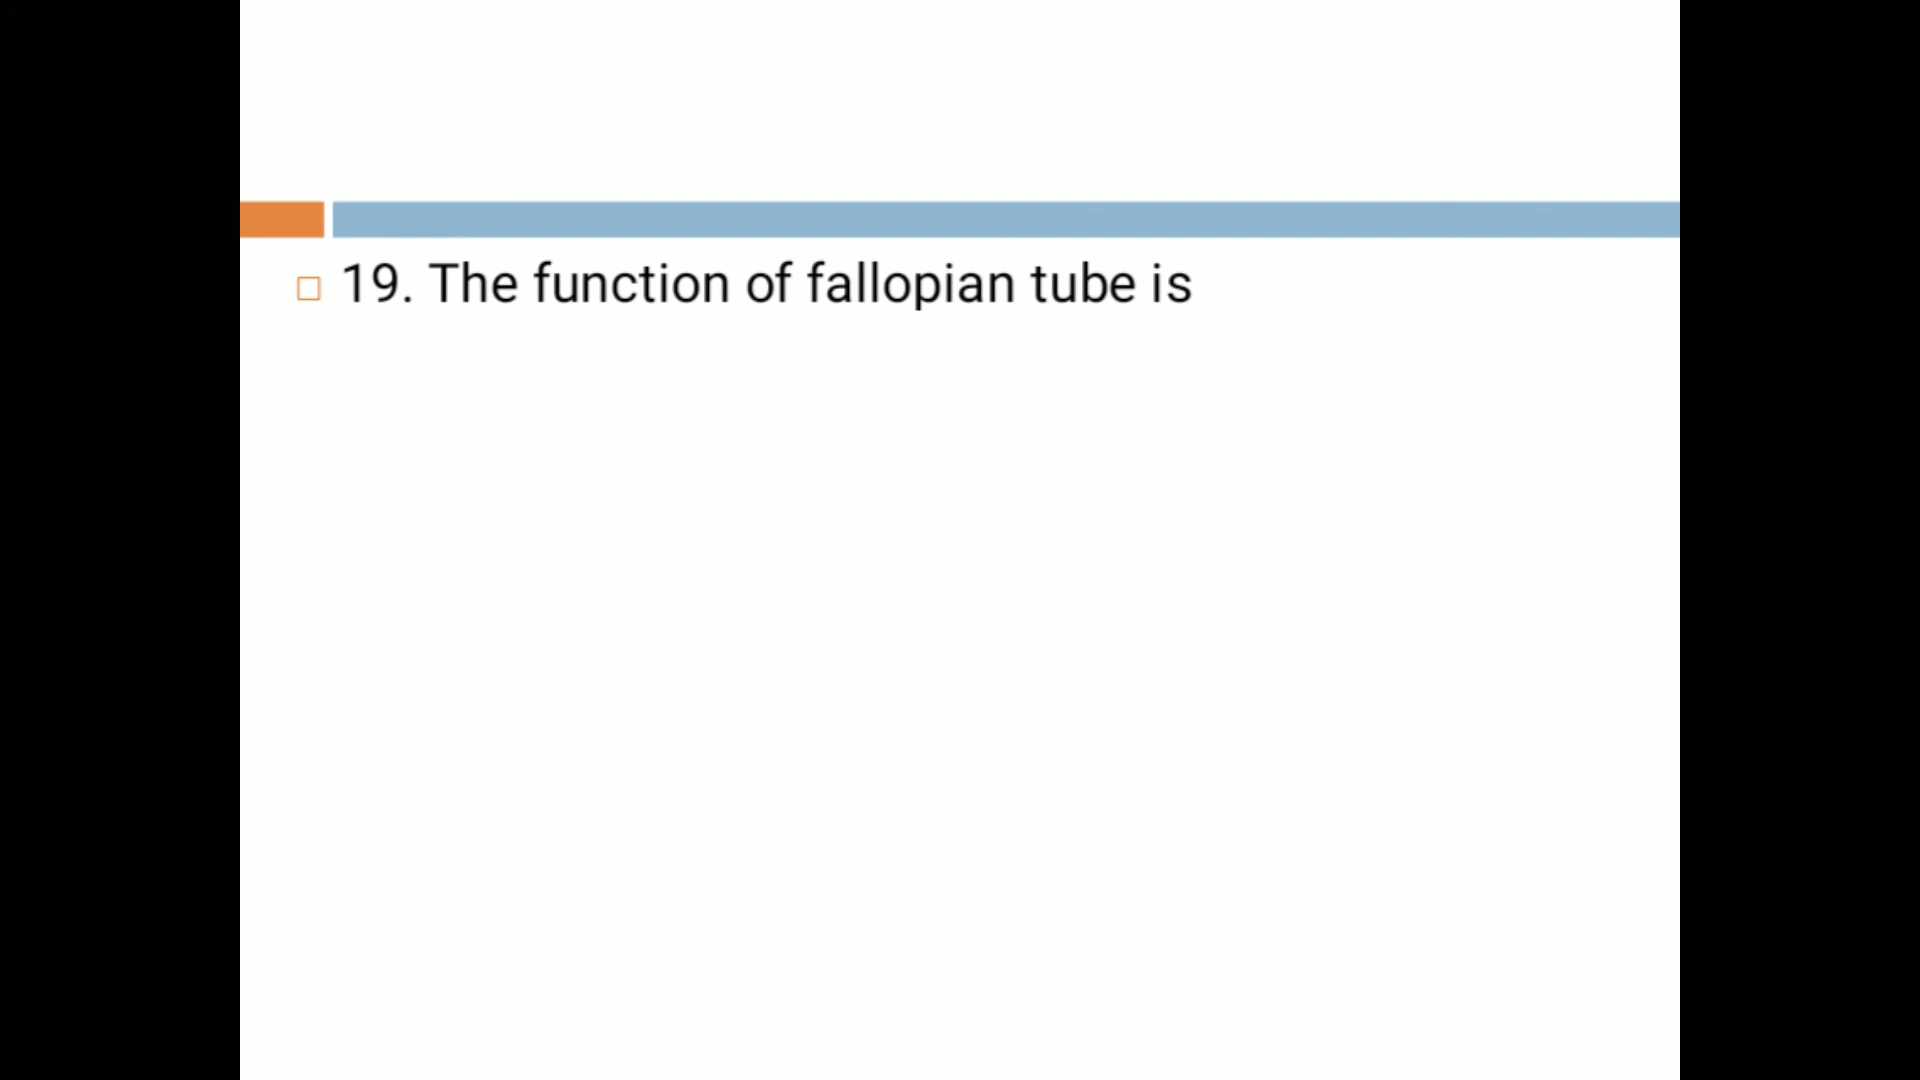 19. The function of fallopian tube is